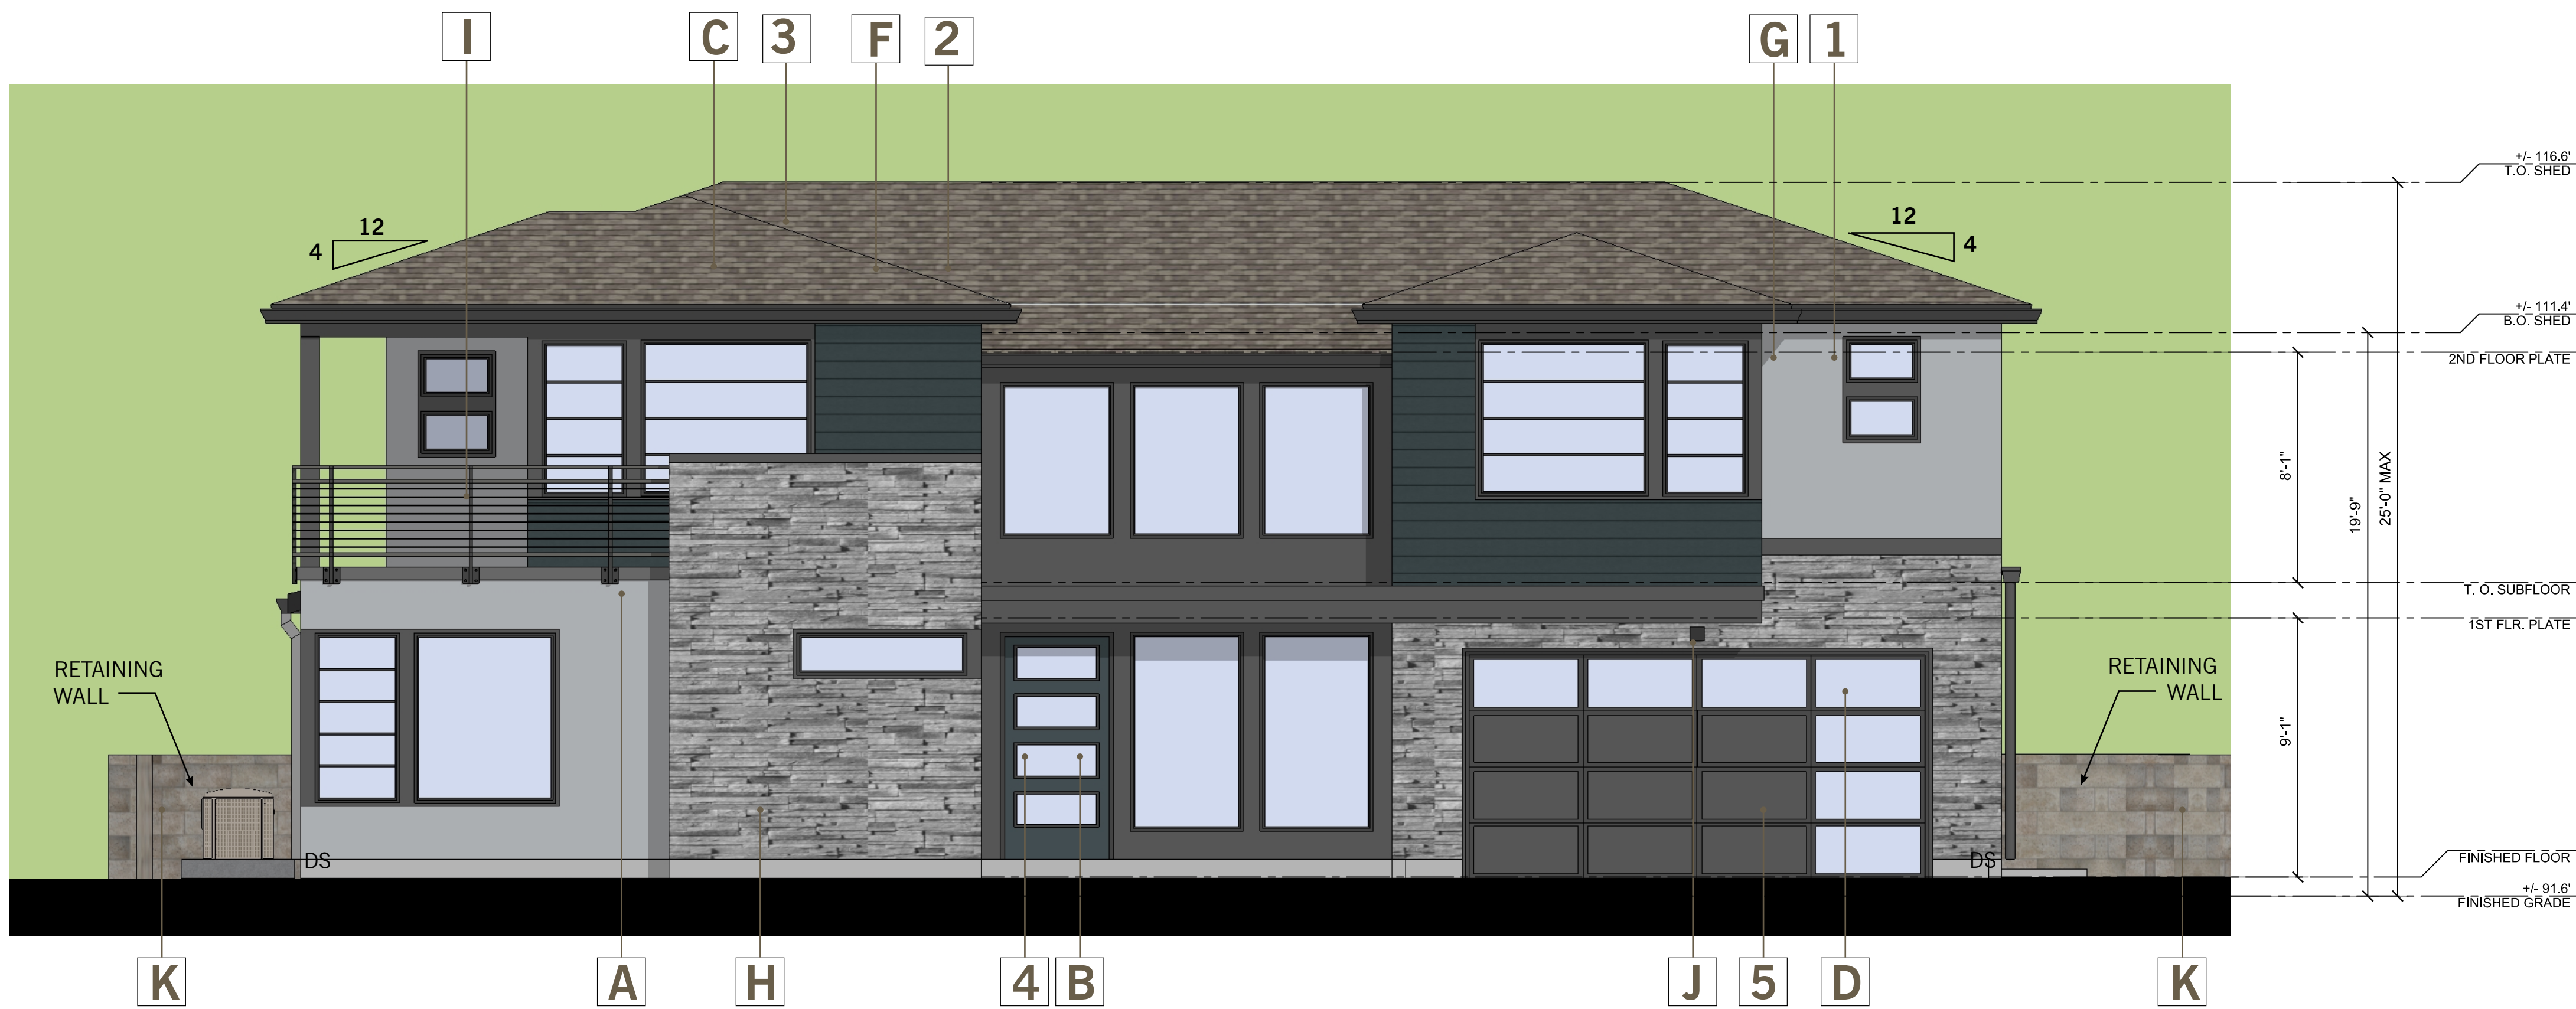 I
C
3
F
2
G
1
12
4
12
4
+/- 116.6'
T.O. SHED
+/- 111.4'
B.O. SHED
2ND FLOOR PLATE
8'-1"
19'-9"
25'-0" MAX
T. O. SUBFLOOR
1ST FLR. PLATE
9'-1"
FINISHED FLOOR
+/- 91.6'
FINISHED GRADE
RETAINING
WALL
RETAINING
WALL
DS
DS
K
A
H
4
B
J
5
D
K